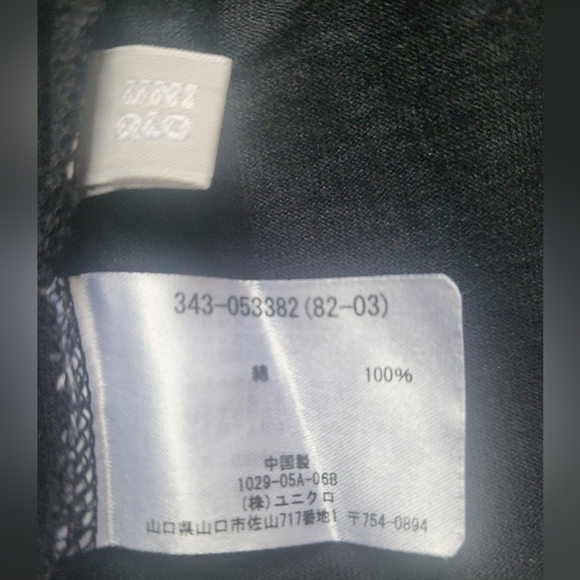 UNI
QLO
343-053382(82-03)
綿 100%
中国製
1029-05A-06B
(株)ユニクロ
山口県山口市佐山717番地1 〒754-0894